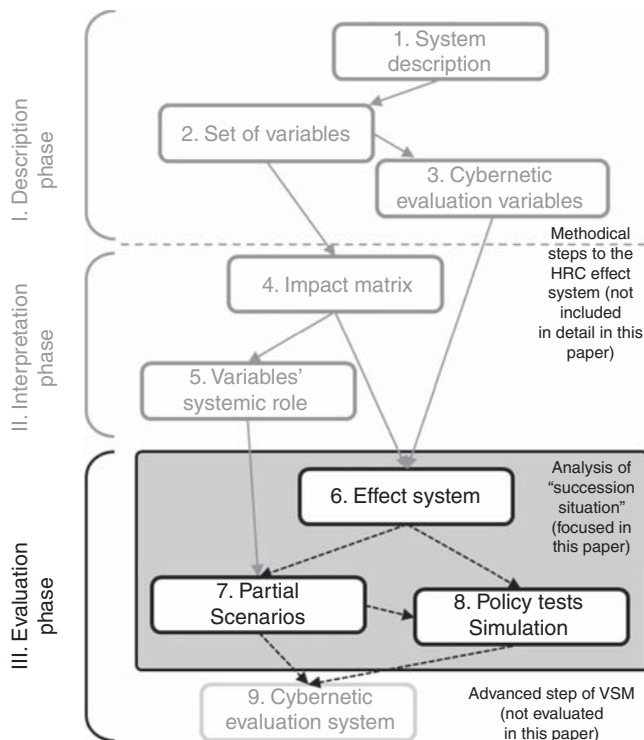 I. Description
phase
1. System
description
2. Set of variables
3. Cybernetic
evaluation variables
Methodical
steps to the
HRC effect
system (not
included
in detail in this
paper)
II. Interpretation
phase
4. Impact matrix
5. Variables'
systemic role
III. Evaluation
phase
6. Effect system
Analysis of
“succession
situation”
(focused in
this paper)
7. Partial
Scenarios
8. Policy tests
Simulation
9. Cybernetic
evaluation system
Advanced step of VSM
(not evaluated
in this paper)